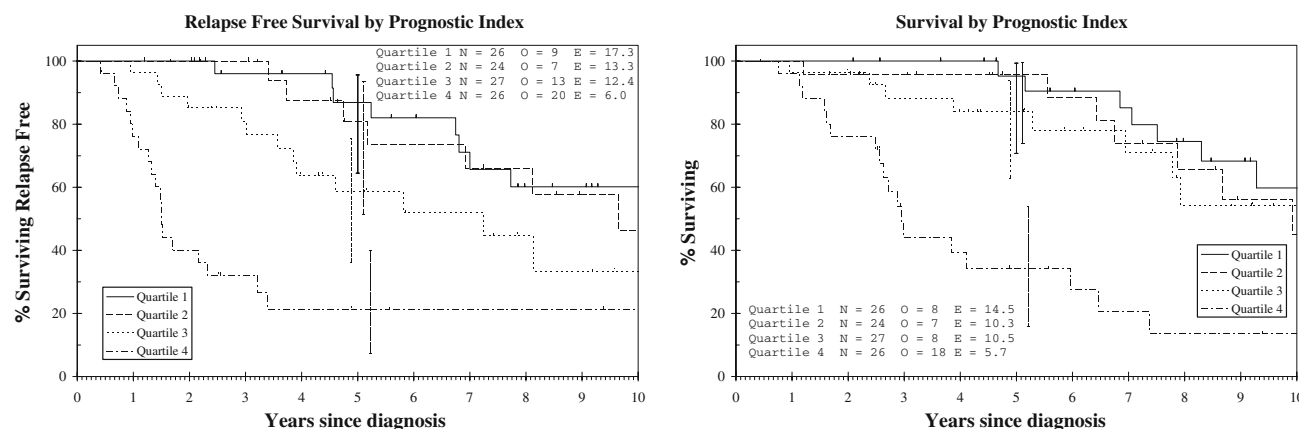 Relapse Free Survival by Prognostic Index
Quartile 1 N = 26 O = 9 E = 17.3
Quartile 2 N = 24 O = 7 E = 13.3
Quartile 3 N = 27 O = 13 E = 12.4
Quartile 4 N = 26 O = 20 E = 6.0
% Surviving Relapse Free
100
80
60
40
20
0
Quartile 1
Quartile 2
Quartile 3
Quartile 4
0 1 2 3 4 5 6 7 8 9 10
Years since diagnosis
Survival by Prognostic Index
% Surviving
100
80
60
40
20
0
Quartile 1
Quartile 2
Quartile 3
Quartile 4
Quartile 1 N = 26 O = 8 E = 14.5
Quartile 2 N = 24 O = 7 E = 10.3
Quartile 3 N = 27 O = 8 E = 10.5
Quartile 4 N = 26 O = 18 E = 5.7
0 1 2 3 4 5 6 7 8 9 10
Years since diagnosis